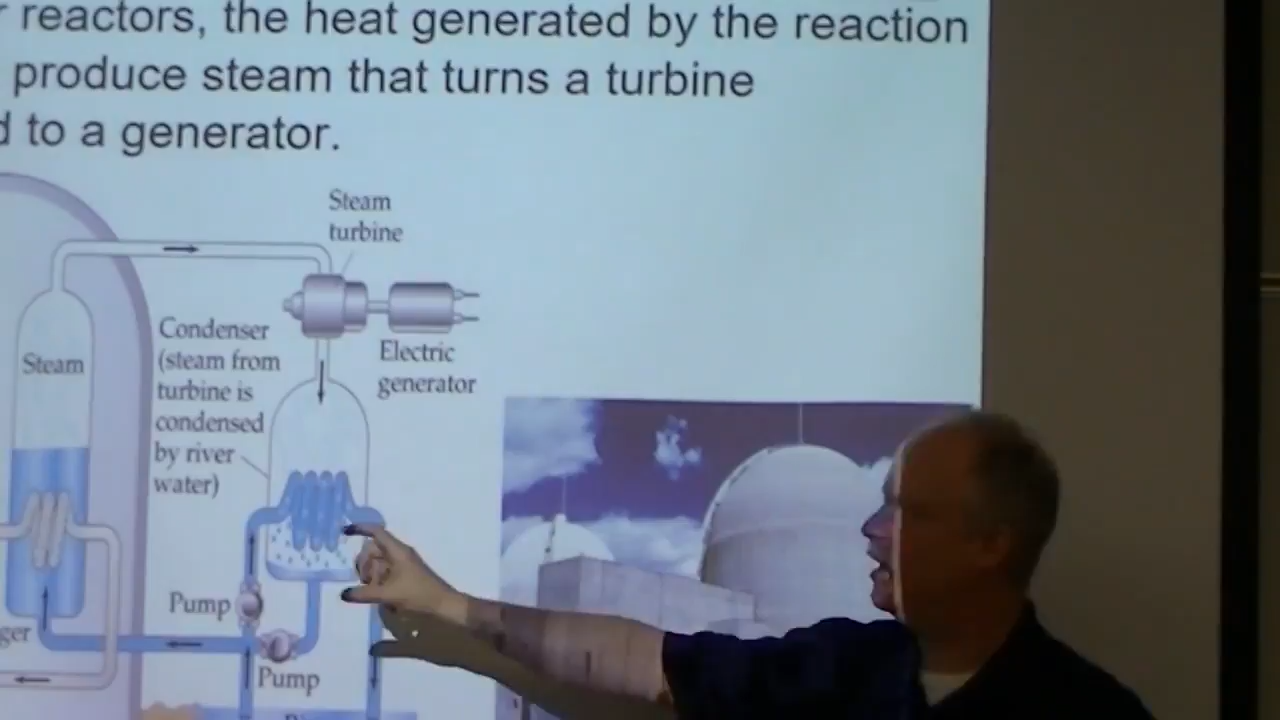 reactors, the heat generated by the reaction
produce steam that turns a turbine
to a generator.
Steam
turbine
Condenser
(steam from
turbine is
condensed
by river
water)
Electric
generator
Steam
Pump
Pump